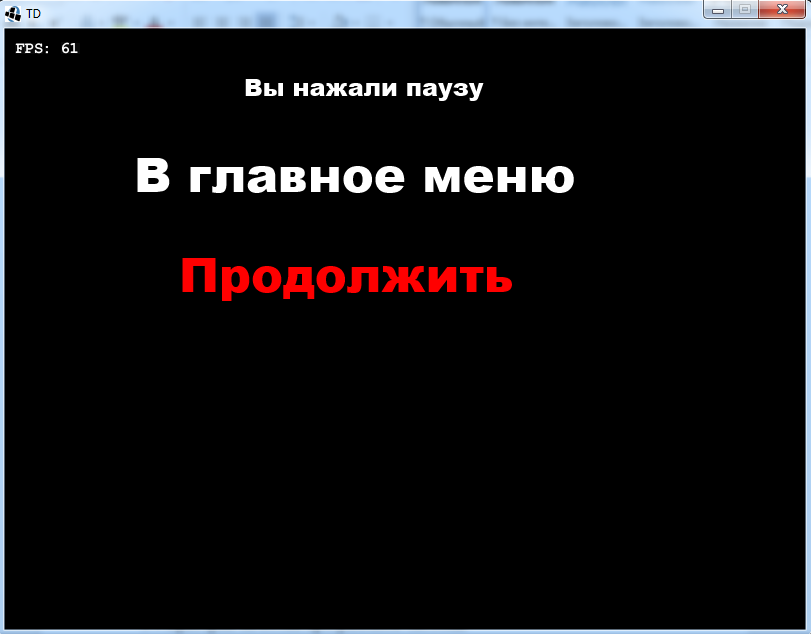 TD
FPS: 61
Вы нажали паузу
В главное меню
Продолжить